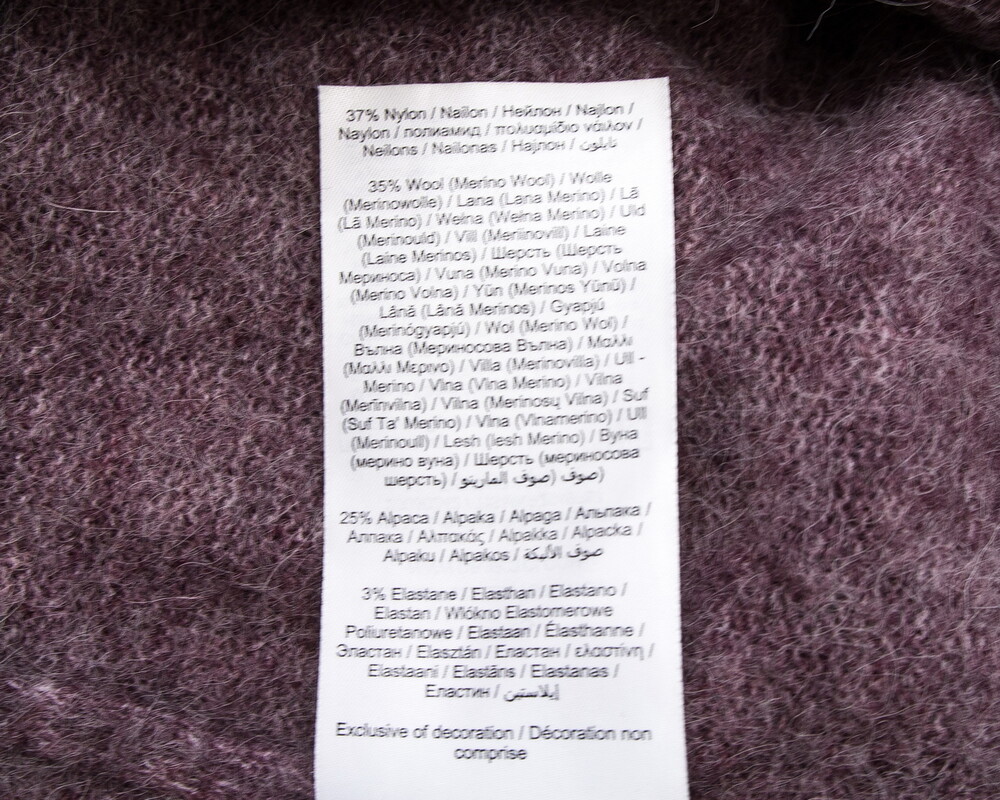 37% Nylon / Nailon / Нейлон / Najlon /
Naylon / полиамид / πολυαμίδιο νάιλον /
Neilons / Nailonas / Најлон / نايلون
35% Wool (Merino Wool) / Wolle
(Merinowolle) / Lana (Lana Merino) / Lã
(Lã Merino) / Wełna (Wełna Merino) / Uld
(Merinould) / Vill (Meriinovill) / Laine
(Laine Merinos) / Шерсть (Шерсть
Мериноса) / Vuna (Merino Vuna) / Volna
(Merino Volna) / Yün (Merinos Yünü) /
Lână (Lână Merinos) / Gyapjú
(Merinógyapjú) / Wol (Merino Wol) /
Вълна (Мериносова Вълна) / Μαλλι
(Μαλλι Μερινο) / Villa (Merinovilla) / Ull -
Merino / Vlna (Vlna Merino) / Vilna
(Merīnvilna) / Vilna (Merinosų Vilna) / Suf
(Suf Ta' Merino) / Vlna (Vlnamerino) / Ull
(Merinoull) / Lesh (lesh Merino) / Вуна
(мерино вуна) / Шерсть (мериносова
шерсть) / صوف (صوف المارينو)
25% Alpaca / Alpaka / Alpaga / Альпака /
Алпака / Αλπακάς / Alpakka / Alpacka /
Alpaku / Alpakos / صوف الألبكة
3% Elastane / Elasthan / Elastano /
Elastan / Włókno Elastomerowe
Poliuretanowe / Elastaan / Élasthanne /
Эластан / Elasztán / Еластан / ελαστίνη /
Elastaani / Elastāns / Elastanas /
Еластин / إيلاستين
Exclusive of decoration / Décoration non
comprise